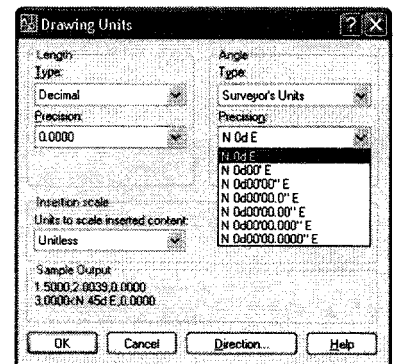 Drawing Units
Length
Type:
Decimal
Precision:
0.0000
Angle
Type:
Surveyor's Units
Precision:
N 0d E
N 0d E
N 0d00' E
N 0d00'00" E
N 0d00'00.0" E
N 0d00'00.00" E
N 0d00'00.000" E
N 0d00'00.0000" E
Insertion scale
Units to scale inserted content:
Unitless
Sample Output
1.5000,2.0039,0.0000
3.0000<N 45d E,0.0000
OK Cancel Direction... Help